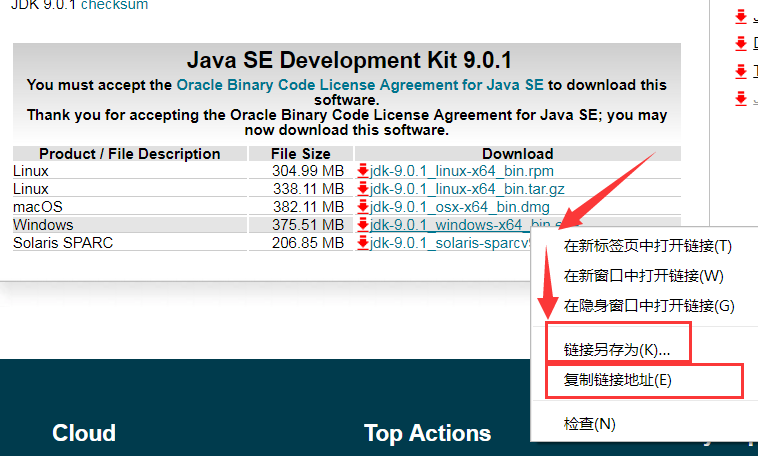 JDK 9.0.1 checksum
Java SE Development Kit 9.0.1
You must accept the Oracle Binary Code License Agreement for Java SE to download this
software.
Thank you for accepting the Oracle Binary Code License Agreement for Java SE; you may
now download this software.
Product / File Description File Size Download
Linux 304.99 MB jdk-9.0.1_linux-x64_bin.rpm
Linux 338.11 MB jdk-9.0.1_linux-x64_bin.tar.gz
macOS 382.11 MB jdk-9.0.1_osx-x64_bin.dmg
Windows 375.51 MB jdk-9.0.1_windows-x64_bin.e
Solaris SPARC 206.85 MB jdk-9.0.1_solaris-sparcv
在新标签页中打开链接(T)
在新窗口中打开链接(W)
在隐身窗口中打开链接(G)
链接另存为(K)...
复制链接地址(E)
检查(N)
Cloud
Top Actions